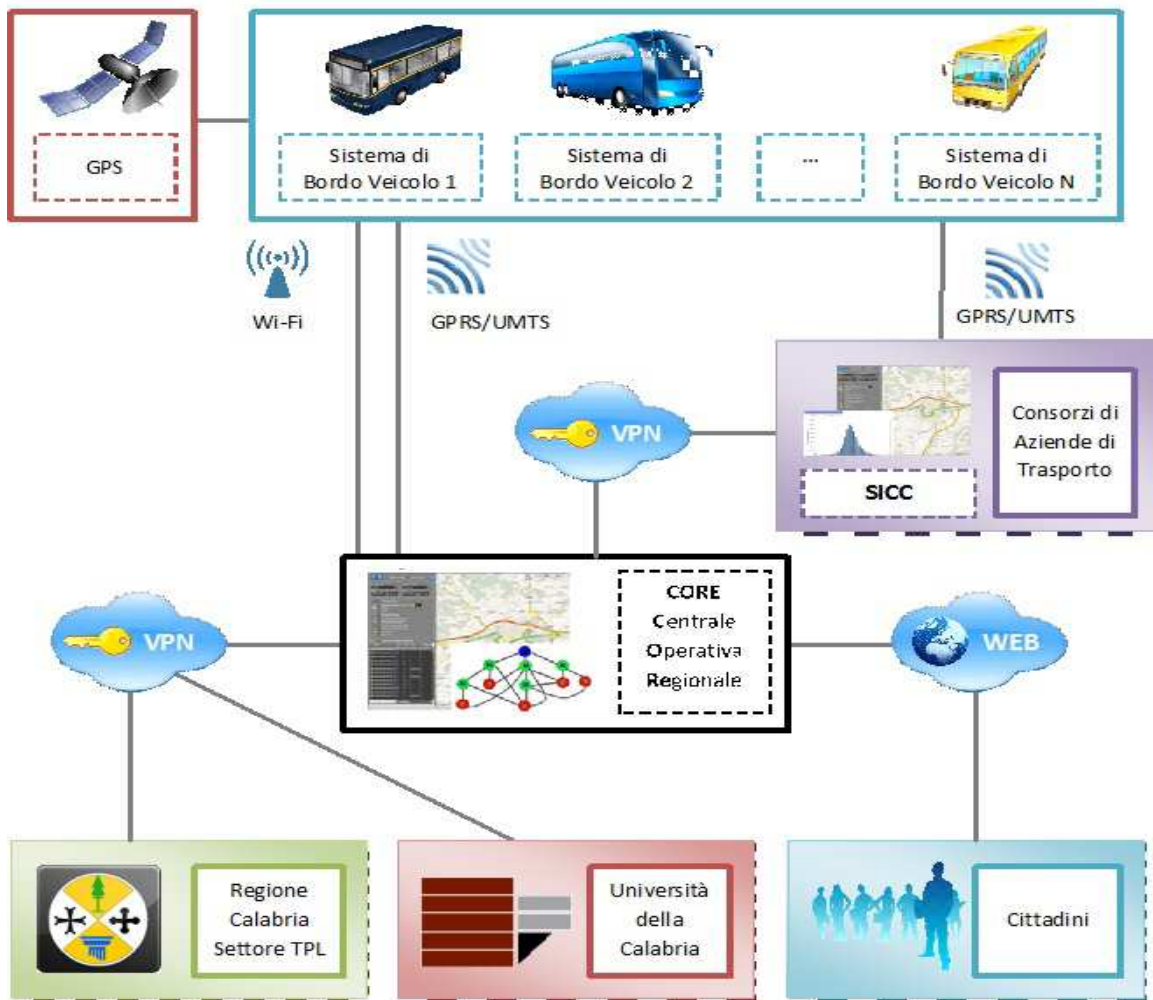 GPS
Sistema di
Bordo Veicolo 1
Sistema di
Bordo Veicolo 2
...
Sistema di
Bordo Veicolo N
Wi-Fi
GPRS/UMTS
GPRS/UMTS
VPN
SICC
Consorzi di
Aziende di
Trasporto
VPN
CORE
Centrale
Operativa
Regionale
WEB
Regione
Calabria
Settore TPL
Università
della
Calabria
Cittadini